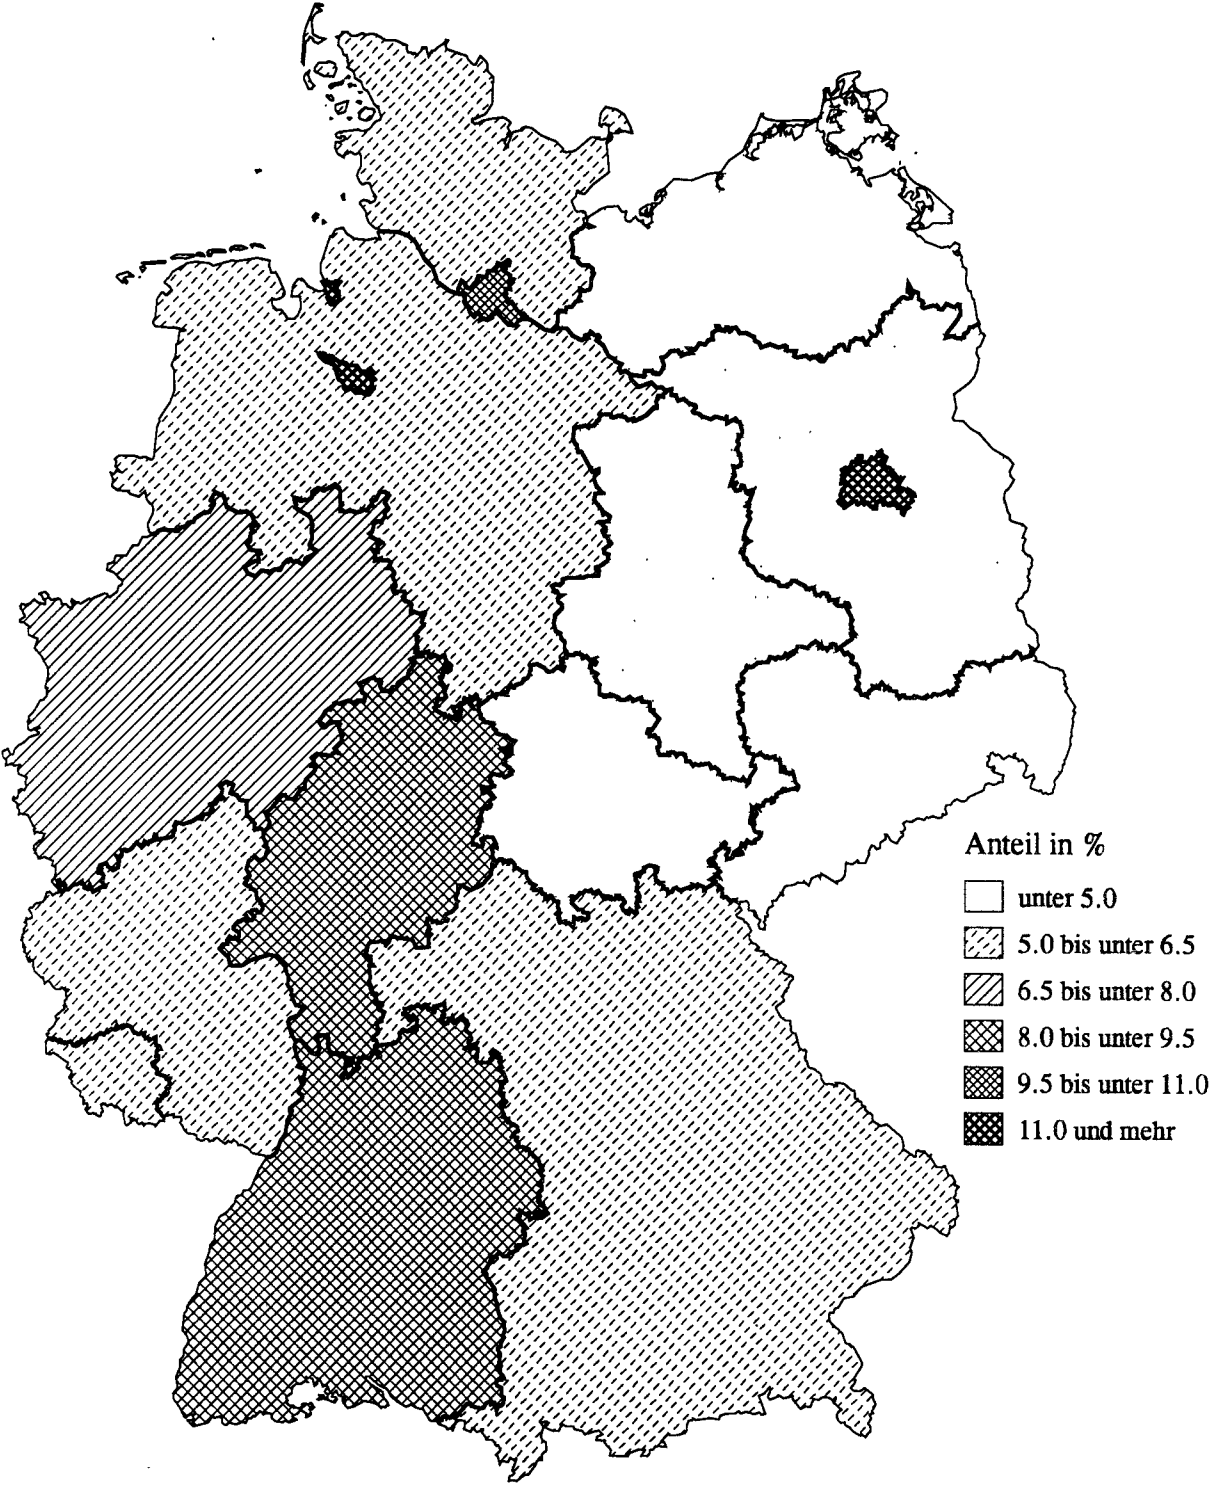 Anteil in %
unter 5.0
5.0 bis unter 6.5
6.5 bis unter 8.0
8.0 bis unter 9.5
9.5 bis unter 11.0
11.0 und mehr